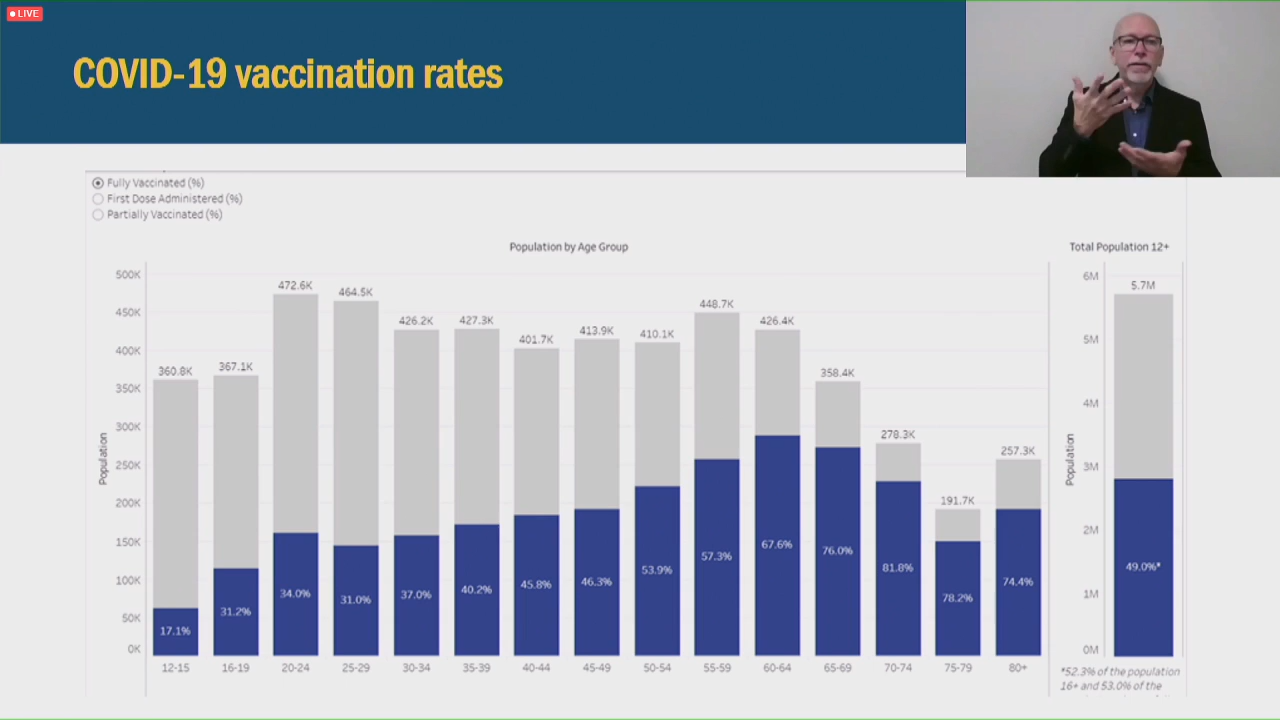 LIVE
COVID-19 vaccination rates
Fully Vaccinated (%)
First Dose Administered (%)
Partially Vaccinated (%)
Population by Age Group
Total Population 12+
500K
450K
400K
350K
300K
250K
200K
150K
100K
50K
0K
Population
360.8K
367.1K
472.6K
464.5K
426.2K
427.3K
401.7K
413.9K
410.1K
448.7K
426.4K
358.4K
278.3K
191.7K
257.3K
17.1%
31.2%
34.0%
31.0%
37.0%
40.2%
45.8%
46.3%
53.9%
57.3%
67.6%
76.0%
81.8%
78.2%
74.4%
12-15
16-19
20-24
25-29
30-34
35-39
40-44
45-49
50-54
55-59
60-64
65-69
70-74
75-79
80+
6M
5M
4M
3M
2M
1M
0M
Population
5.7M
49.0%*
*52.3% of the population
16+ and 53.0% of the